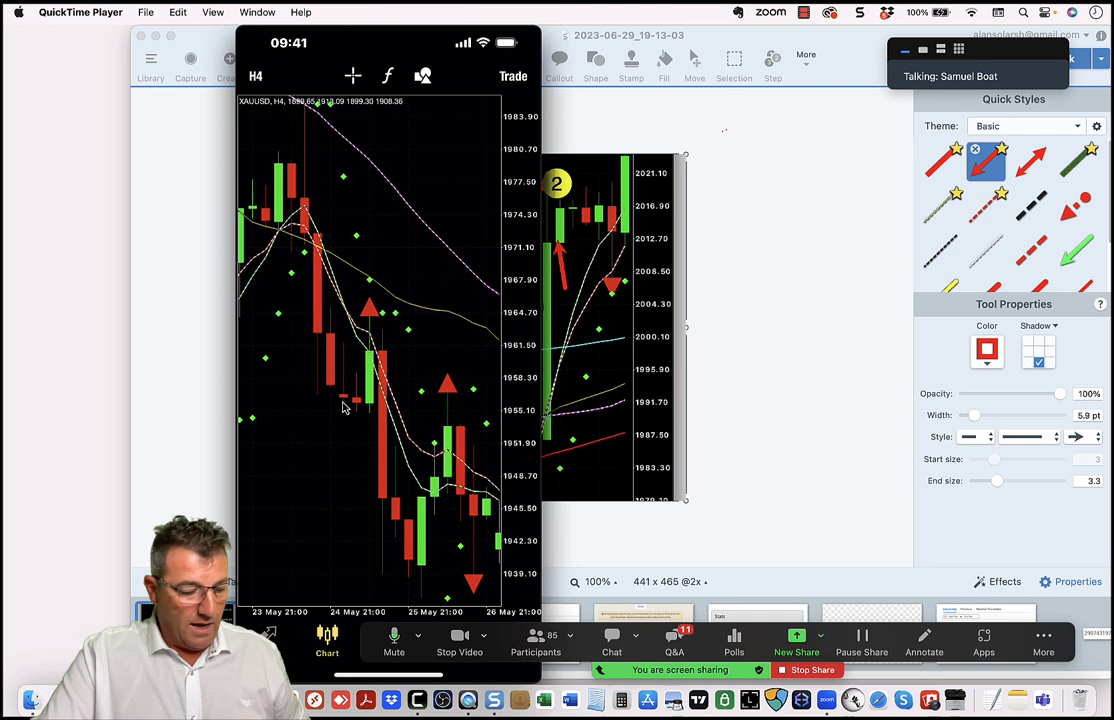 QuickTime Player File Edit View Window Help
zoom
100%
09:41
2023-06-29_19-13-03
Library Capture
Callout Shape Stamp Fill Move Selection Step More
Talking: Samuel Boat
H4
Trade
Quick Styles
Theme: Basic
XAUUSD, H4, 1899.65 1912.09 1899.30 1908.36
1983.90
1980.70
1977.50
1974.30
1971.10
1967.90
1964.70
1961.50
1958.30
1955.10
1951.90
1948.70
1945.50
1942.30
1939.10
23 May 21:00 24 May 21:00 25 May 21:00 26 May 21:00
2
2021.10
2016.90
2012.70
2008.60
2004.30
2000.10
1995.90
1991.70
1987.50
1983.30
Tool Properties
?
Color Shadow
Opacity: 100%
Width: 5.9 pt
Style:
Start size: 3
End size: 3.3
100% 441 x 465 @2x
Effects Properties
Chart
Stats
85
11
Mute Stop Video Participants Chat Q&A Polls New Share Pause Share Annotate Apps More
You are screen sharing Stop Share